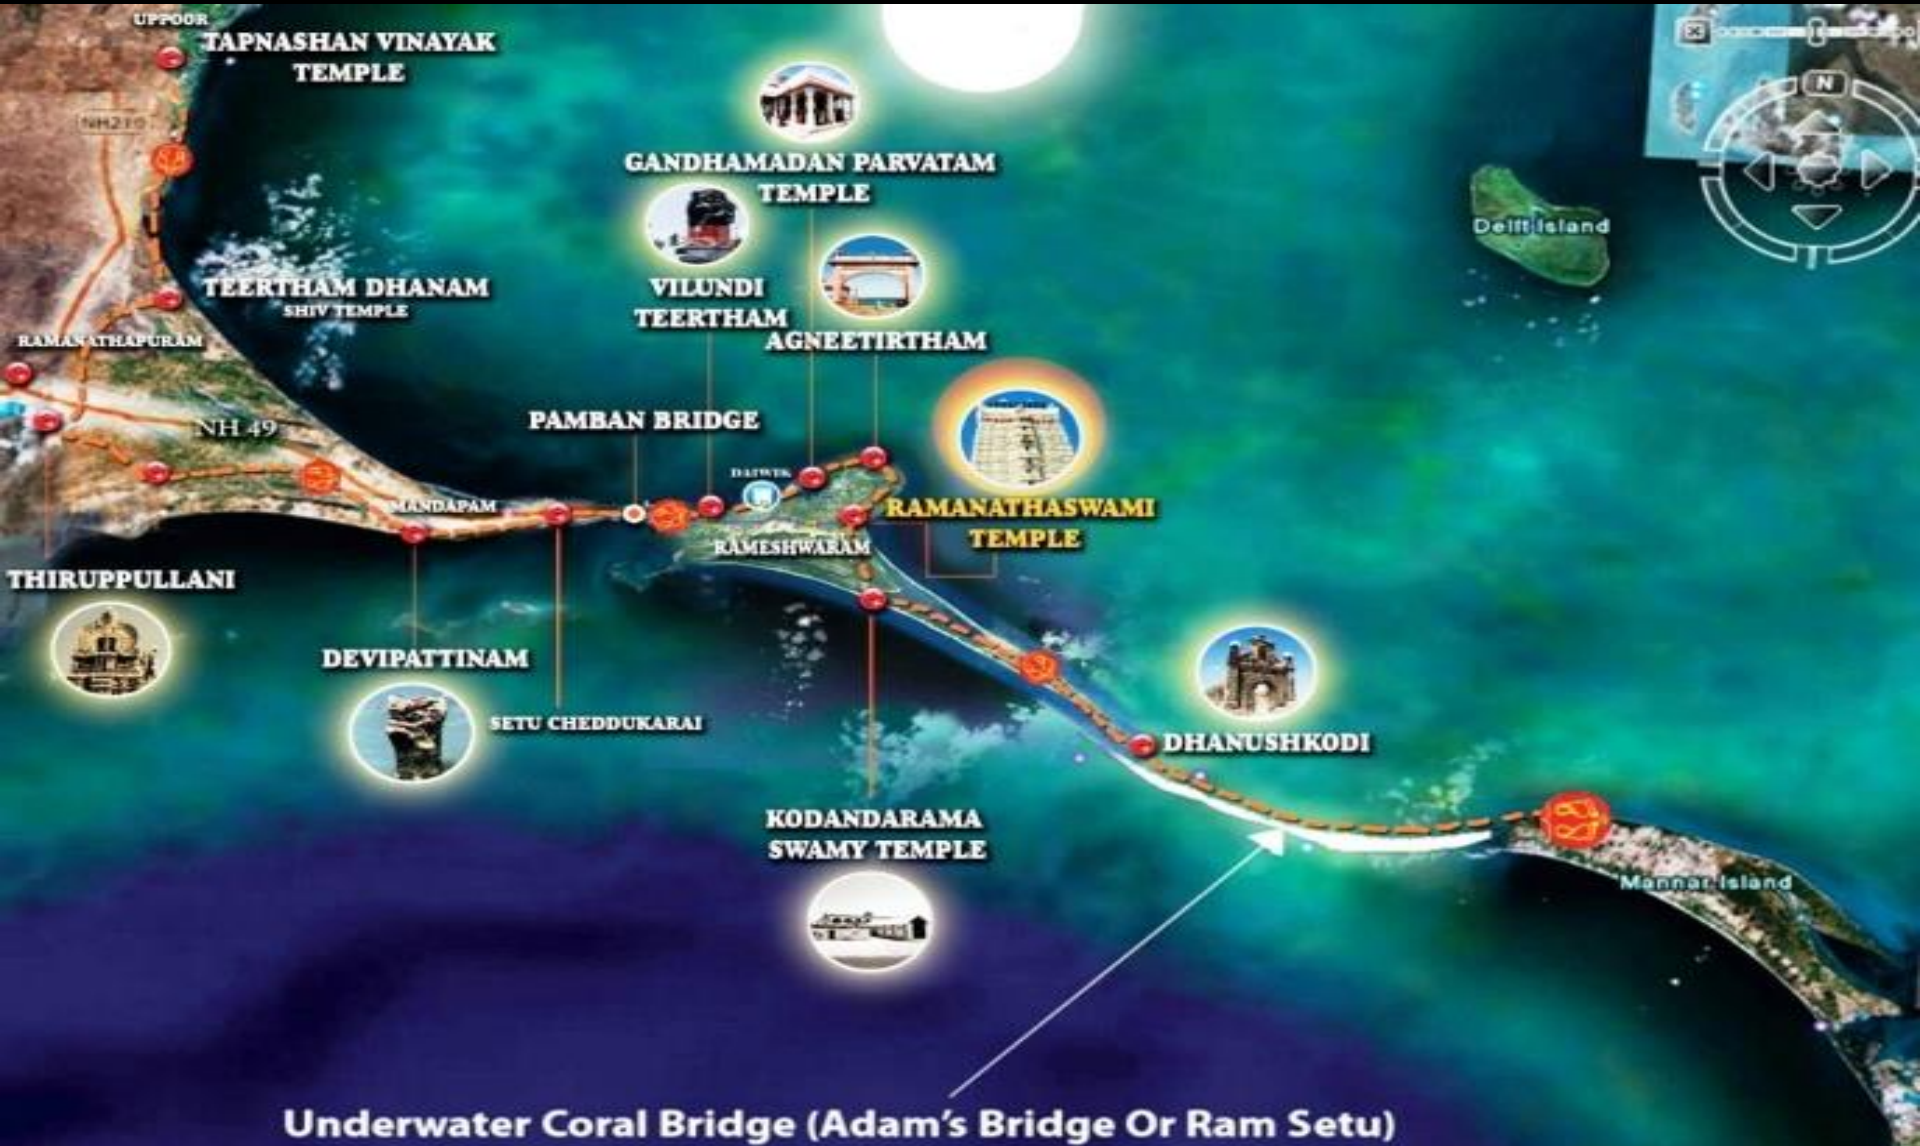 UPPOOR
TAPNASHAN VINAYAK
TEMPLE
NH210
N
GANDHAMADAN PARVATAM
TEMPLE
Delft Island
TEERTHAM DHANAM
SHIV TEMPLE
VILUNDI
TEERTHAM
AGNEETIRTHAM
RAMANATHAPURAM
PAMBAN BRIDGE
NH 49
DAIWIK
MANDAPAM
RAMANATHASWAMI
TEMPLE
RAMESHWARAM
THIRUPPULLANI
DEVIPATTINAM
SETU CHEDDUKARAI
DHANUSHKODI
KODANDARAMA
SWAMY TEMPLE
Mannar Island
Underwater Coral Bridge (Adam's Bridge Or Ram Setu)